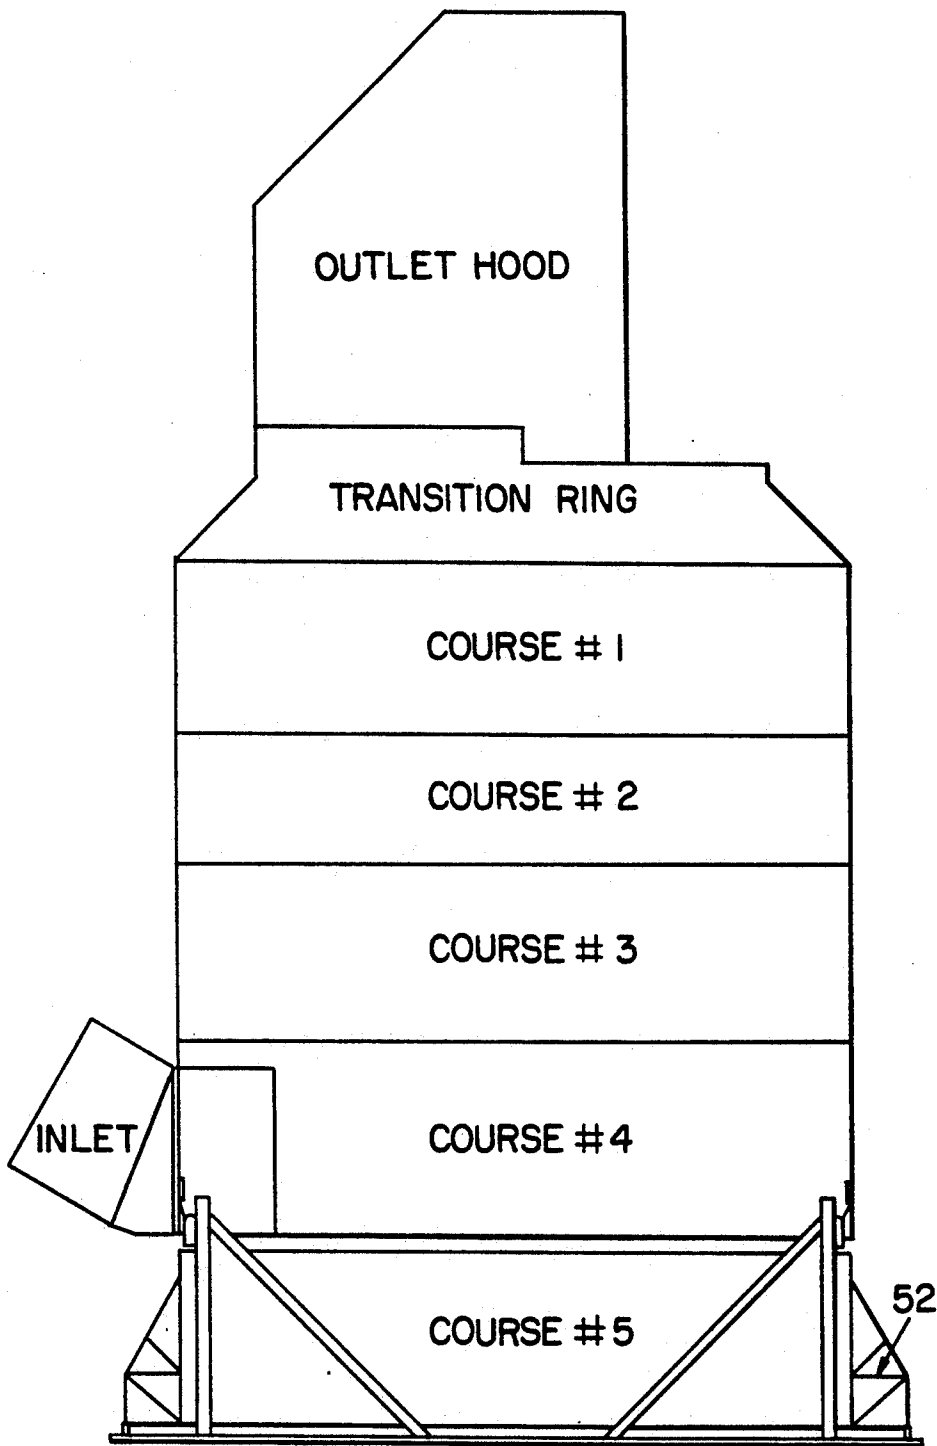 OUTLET HOOD
TRANSITION RING
COURSE # 1
COURSE # 2
COURSE # 3
INLET
COURSE #4
52
COURSE #5